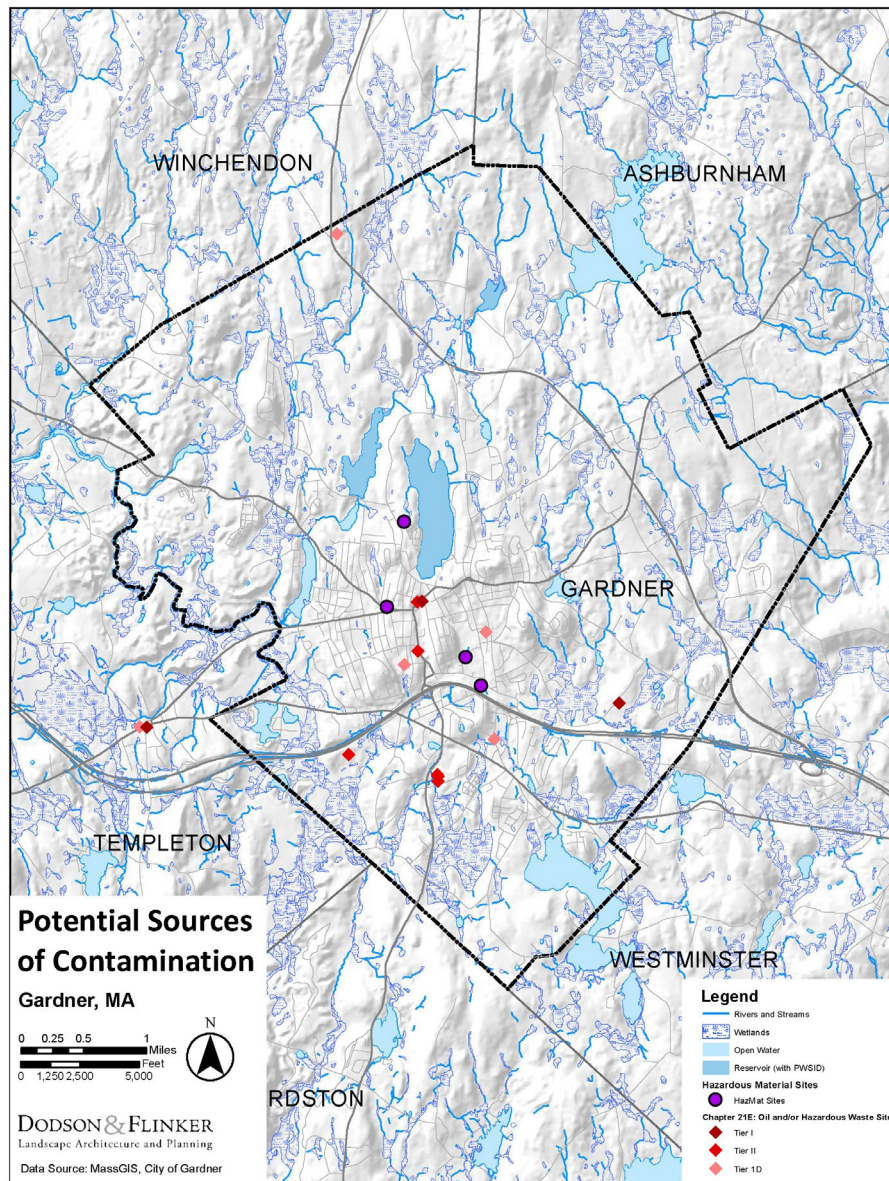 WINCHENDON
ASHBURNHAM
GARDNER
TEMPLETON
WESTMINSTER
RDSTON
Potential Sources
of Contamination
Gardner, MA
N
0 0.25 0.5 1
Miles
Feet
0 1,250 2,500 5,000
DODSON & FLINKER
Landscape Architecture and Planning
Data Source: MassGIS, City of Gardner
Legend
Rivers and Streams
Wetlands
Open Water
Reservoir (with PWSID)
Hazardous Material Sites
HazMat Sites
Chapter 21E: Oil and/or Hazardous Waste Sit
Tier I
Tier II
Tier 1D